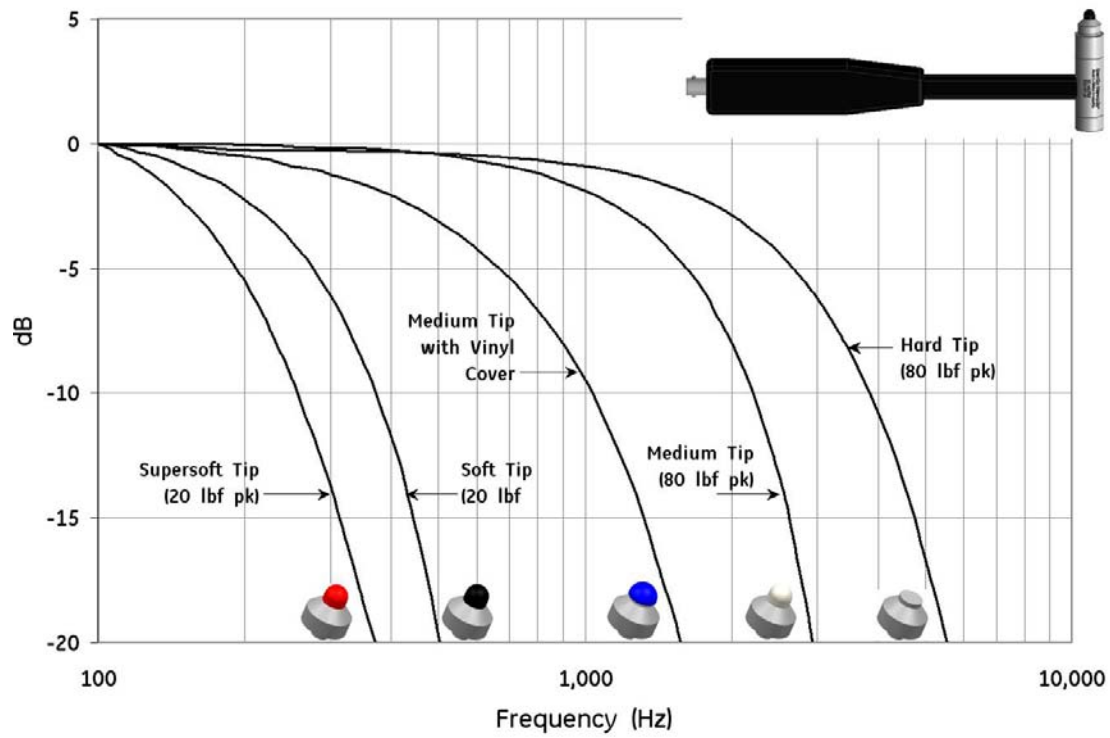 5
0
-5
-10
-15
-20
dB
Medium Tip
with Vinyl
Cover
Hard Tip
(80 lbf pk)
Supersoft Tip
(20 lbf pk)
Soft Tip
(20 lbf
Medium Tip
(80 lbf pk)
100
1,000
10,000
Frequency (Hz)